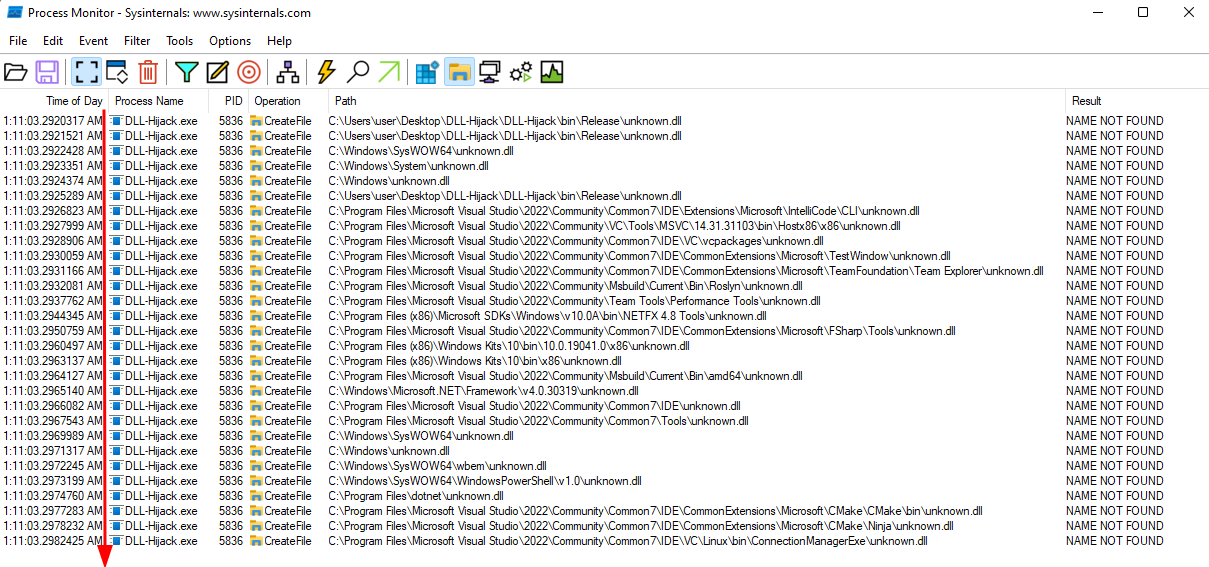 Process Monitor - Sysinternals: www.sysinternals.com
File Edit Event Filter Tools Options Help
Time of Day Process Name PID Operation Path Result
1:11:03.2920317 AM DLL-Hijack.exe 5836 CreateFile C:\Users\user\Desktop\DLL-Hijack\DLL-Hijack\bin\Release\unknown.dll NAME NOT FOUND
1:11:03.2921521 AM DLL-Hijack.exe 5836 CreateFile C:\Users\user\Desktop\DLL-Hijack\DLL-Hijack\bin\Release\unknown.dll NAME NOT FOUND
1:11:03.2922428 AM DLL-Hijack.exe 5836 CreateFile C:\Windows\SysWOW64\unknown.dll NAME NOT FOUND
1:11:03.2923351 AM DLL-Hijack.exe 5836 CreateFile C:\Windows\System\unknown.dll NAME NOT FOUND
1:11:03.2924374 AM DLL-Hijack.exe 5836 CreateFile C:\Windows\unknown.dll NAME NOT FOUND
1:11:03.2925289 AM DLL-Hijack.exe 5836 CreateFile C:\Users\user\Desktop\DLL-Hijack\DLL-Hijack\bin\Release\unknown.dll NAME NOT FOUND
1:11:03.2926823 AM DLL-Hijack.exe 5836 CreateFile C:\Program Files\Microsoft Visual Studio\2022\Community\Common7\IDE\Extensions\Microsoft\IntelliCode\CLI\unknown.dll NAME NOT FOUND
1:11:03.2927999 AM DLL-Hijack.exe 5836 CreateFile C:\Program Files\Microsoft Visual Studio\2022\Community\VC\Tools\MSVC\14.31.31103\bin\Hostx86\x86\unknown.dll NAME NOT FOUND
1:11:03.2928906 AM DLL-Hijack.exe 5836 CreateFile C:\Program Files\Microsoft Visual Studio\2022\Community\Common7\IDE\VC\vcpackages\unknown.dll NAME NOT FOUND
1:11:03.2930059 AM DLL-Hijack.exe 5836 CreateFile C:\Program Files\Microsoft Visual Studio\2022\Community\Common7\IDE\CommonExtensions\Microsoft\TestWindow\unknown.dll NAME NOT FOUND
1:11:03.2931166 AM DLL-Hijack.exe 5836 CreateFile C:\Program Files\Microsoft Visual Studio\2022\Community\Common7\IDE\CommonExtensions\Microsoft\TeamFoundation\Team Explorer\unknown.dll NAME NOT FOUND
1:11:03.2932081 AM DLL-Hijack.exe 5836 CreateFile C:\Program Files\Microsoft Visual Studio\2022\Community\Msbuild\Current\Bin\Roslyn\unknown.dll NAME NOT FOUND
1:11:03.2937762 AM DLL-Hijack.exe 5836 CreateFile C:\Program Files\Microsoft Visual Studio\2022\Community\Team Tools\Performance Tools\unknown.dll NAME NOT FOUND
1:11:03.2944345 AM DLL-Hijack.exe 5836 CreateFile C:\Program Files (x86)\Microsoft SDKs\Windows\v10.0A\bin\NETFX 4.8 Tools\unknown.dll NAME NOT FOUND
1:11:03.2950759 AM DLL-Hijack.exe 5836 CreateFile C:\Program Files\Microsoft Visual Studio\2022\Community\Common7\IDE\CommonExtensions\Microsoft\FSharp\Tools\unknown.dll NAME NOT FOUND
1:11:03.2960497 AM DLL-Hijack.exe 5836 CreateFile C:\Program Files (x86)\Windows Kits\10\bin\10.0.19041.0\x86\unknown.dll NAME NOT FOUND
1:11:03.2963137 AM DLL-Hijack.exe 5836 CreateFile C:\Program Files (x86)\Windows Kits\10\bin\x86\unknown.dll NAME NOT FOUND
1:11:03.2964127 AM DLL-Hijack.exe 5836 CreateFile C:\Program Files\Microsoft Visual Studio\2022\Community\Msbuild\Current\Bin\amd64\unknown.dll NAME NOT FOUND
1:11:03.2965140 AM DLL-Hijack.exe 5836 CreateFile C:\Windows\Microsoft.NET\Framework\v4.0.30319\unknown.dll NAME NOT FOUND
1:11:03.2966082 AM DLL-Hijack.exe 5836 CreateFile C:\Program Files\Microsoft Visual Studio\2022\Community\Common7\IDE\unknown.dll NAME NOT FOUND
1:11:03.2967543 AM DLL-Hijack.exe 5836 CreateFile C:\Program Files\Microsoft Visual Studio\2022\Community\Common7\Tools\unknown.dll NAME NOT FOUND
1:11:03.2969989 AM DLL-Hijack.exe 5836 CreateFile C:\Windows\SysWOW64\unknown.dll NAME NOT FOUND
1:11:03.2971317 AM DLL-Hijack.exe 5836 CreateFile C:\Windows\unknown.dll NAME NOT FOUND
1:11:03.2972245 AM DLL-Hijack.exe 5836 CreateFile C:\Windows\SysWOW64\wbem\unknown.dll NAME NOT FOUND
1:11:03.2973199 AM DLL-Hijack.exe 5836 CreateFile C:\Windows\SysWOW64\WindowsPowerShell\v1.0\unknown.dll NAME NOT FOUND
1:11:03.2974760 AM DLL-Hijack.exe 5836 CreateFile C:\Program Files\dotnet\unknown.dll NAME NOT FOUND
1:11:03.2977283 AM DLL-Hijack.exe 5836 CreateFile C:\Program Files\Microsoft Visual Studio\2022\Community\Common7\IDE\CommonExtensions\Microsoft\CMake\CMake\bin\unknown.dll NAME NOT FOUND
1:11:03.2978232 AM DLL-Hijack.exe 5836 CreateFile C:\Program Files\Microsoft Visual Studio\2022\Community\Common7\IDE\CommonExtensions\Microsoft\CMake\Ninja\unknown.dll NAME NOT FOUND
1:11:03.2982425 AM DLL-Hijack.exe 5836 CreateFile C:\Program Files\Microsoft Visual Studio\2022\Community\Common7\IDE\VC\Linux\bin\ConnectionManagerExe\unknown.dll NAME NOT FOUND